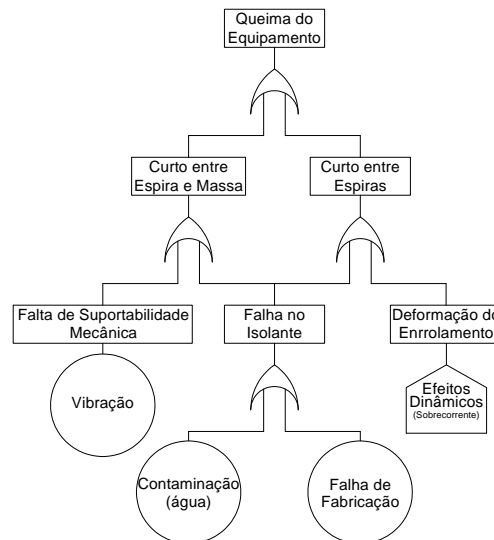 Queima do
Equipamento
Curto entre
Espira e Massa
Curto entre
Espiras
Falta de Suportabilidade
Mecânica
Falha no
Isolante
Deformação do
Enrrolamento
Vibração
Efeitos
Dinâmicos
(Sobrecorrente)
Contaminação
(água)
Falha de
Fabricação